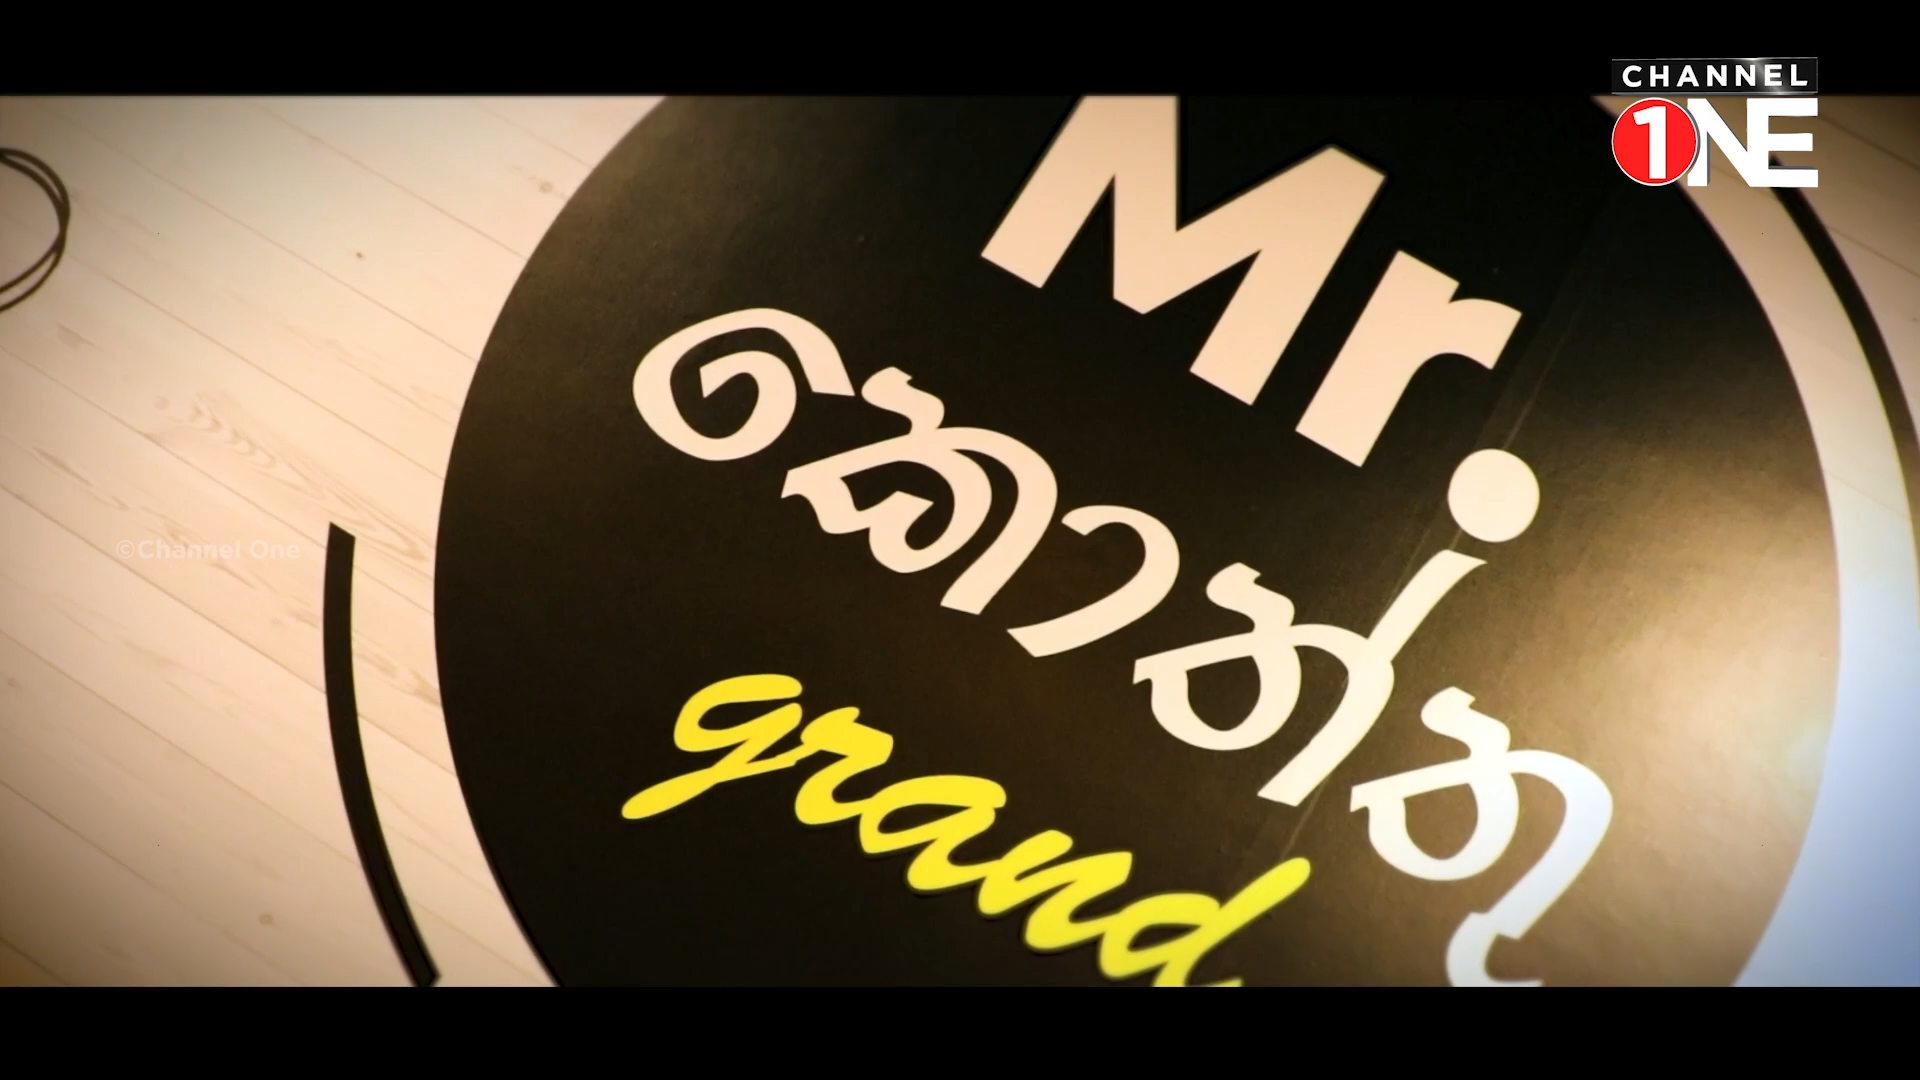 CHANNEL
1NE
Mr.
കൊത്തു
grand
©Channel One